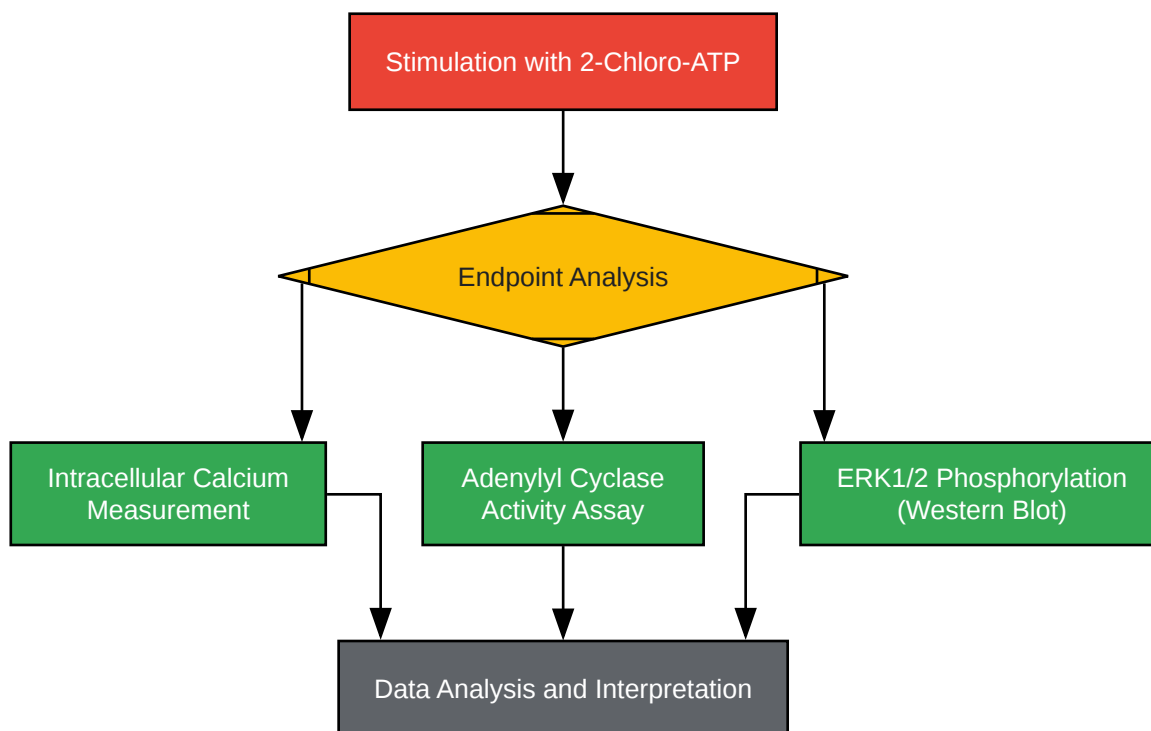 Stimulation with 2-Chloro-ATP
Endpoint Analysis
Intracellular Calcium
Measurement
Adenylyl Cyclase
Activity Assay
ERK1/2 Phosphorylation
(Western Blot)
Data Analysis and Interpretation